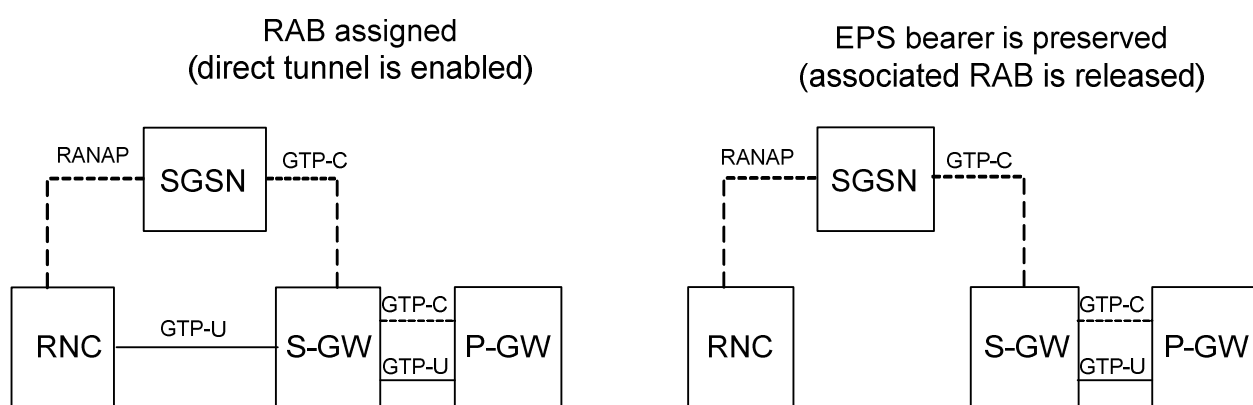 RAB assigned
(direct tunnel is enabled)
RANAP
GTP-C
SGSN
RNC
GTP-U
S-GW
GTP-C
GTP-U
P-GW
EPS bearer is preserved
(associated RAB is released)
RANAP
GTP-C
SGSN
RNC
S-GW
GTP-C
GTP-U
P-GW